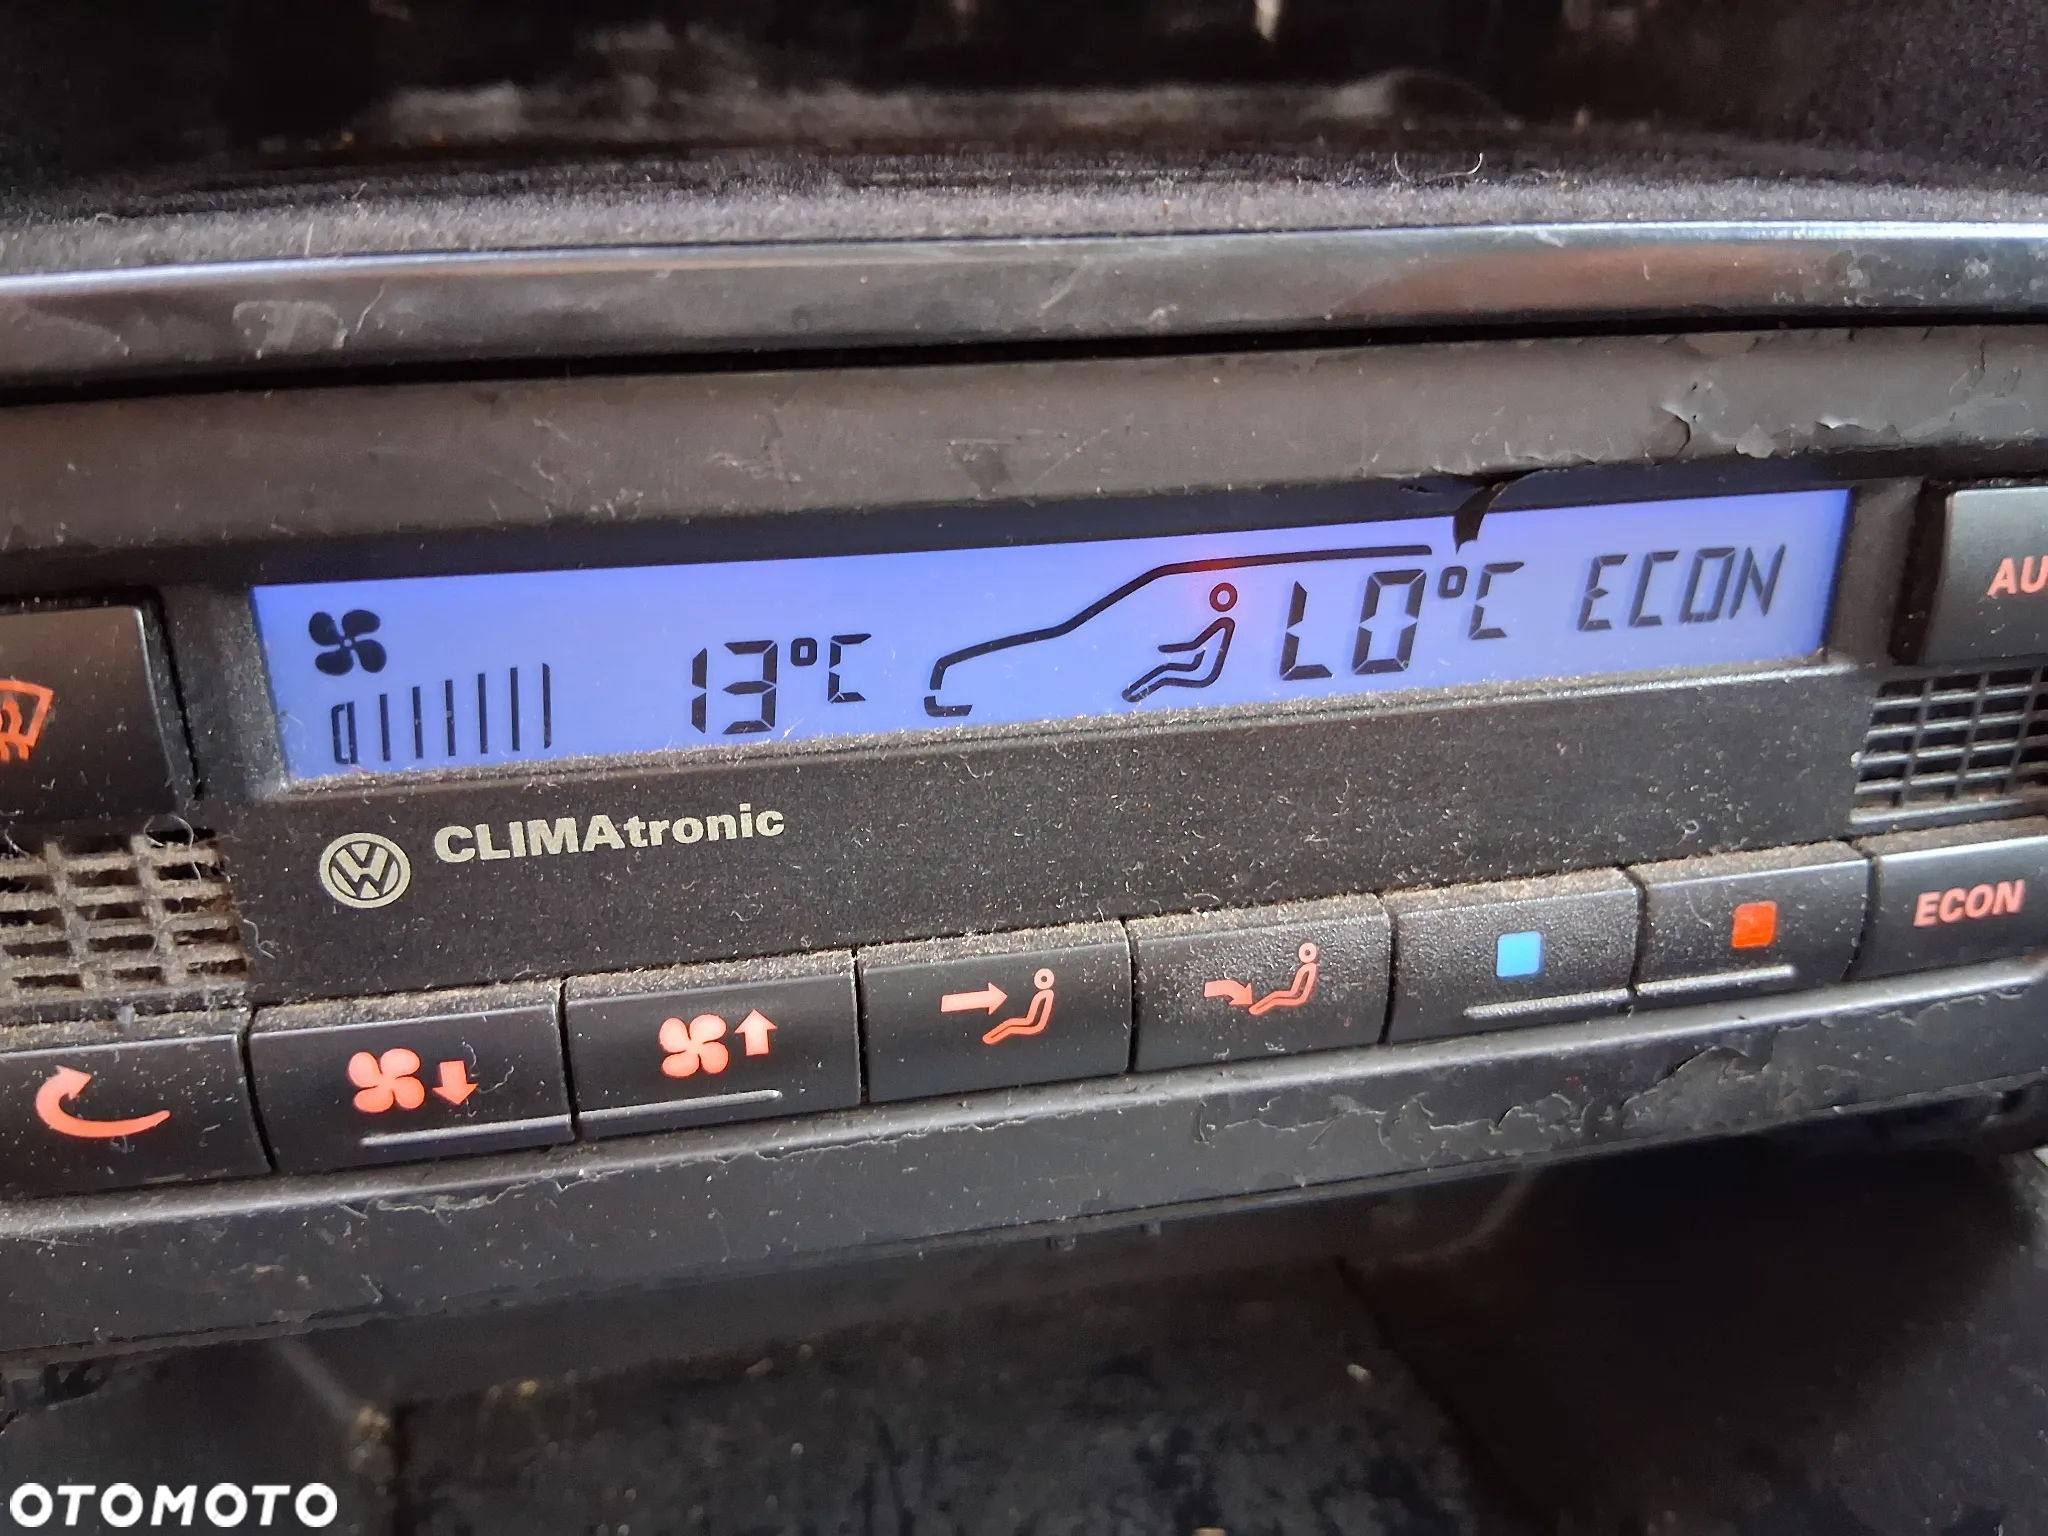 13°C LO°C ECON
AU
CLIMAtronic
ECON
OTOMOTO